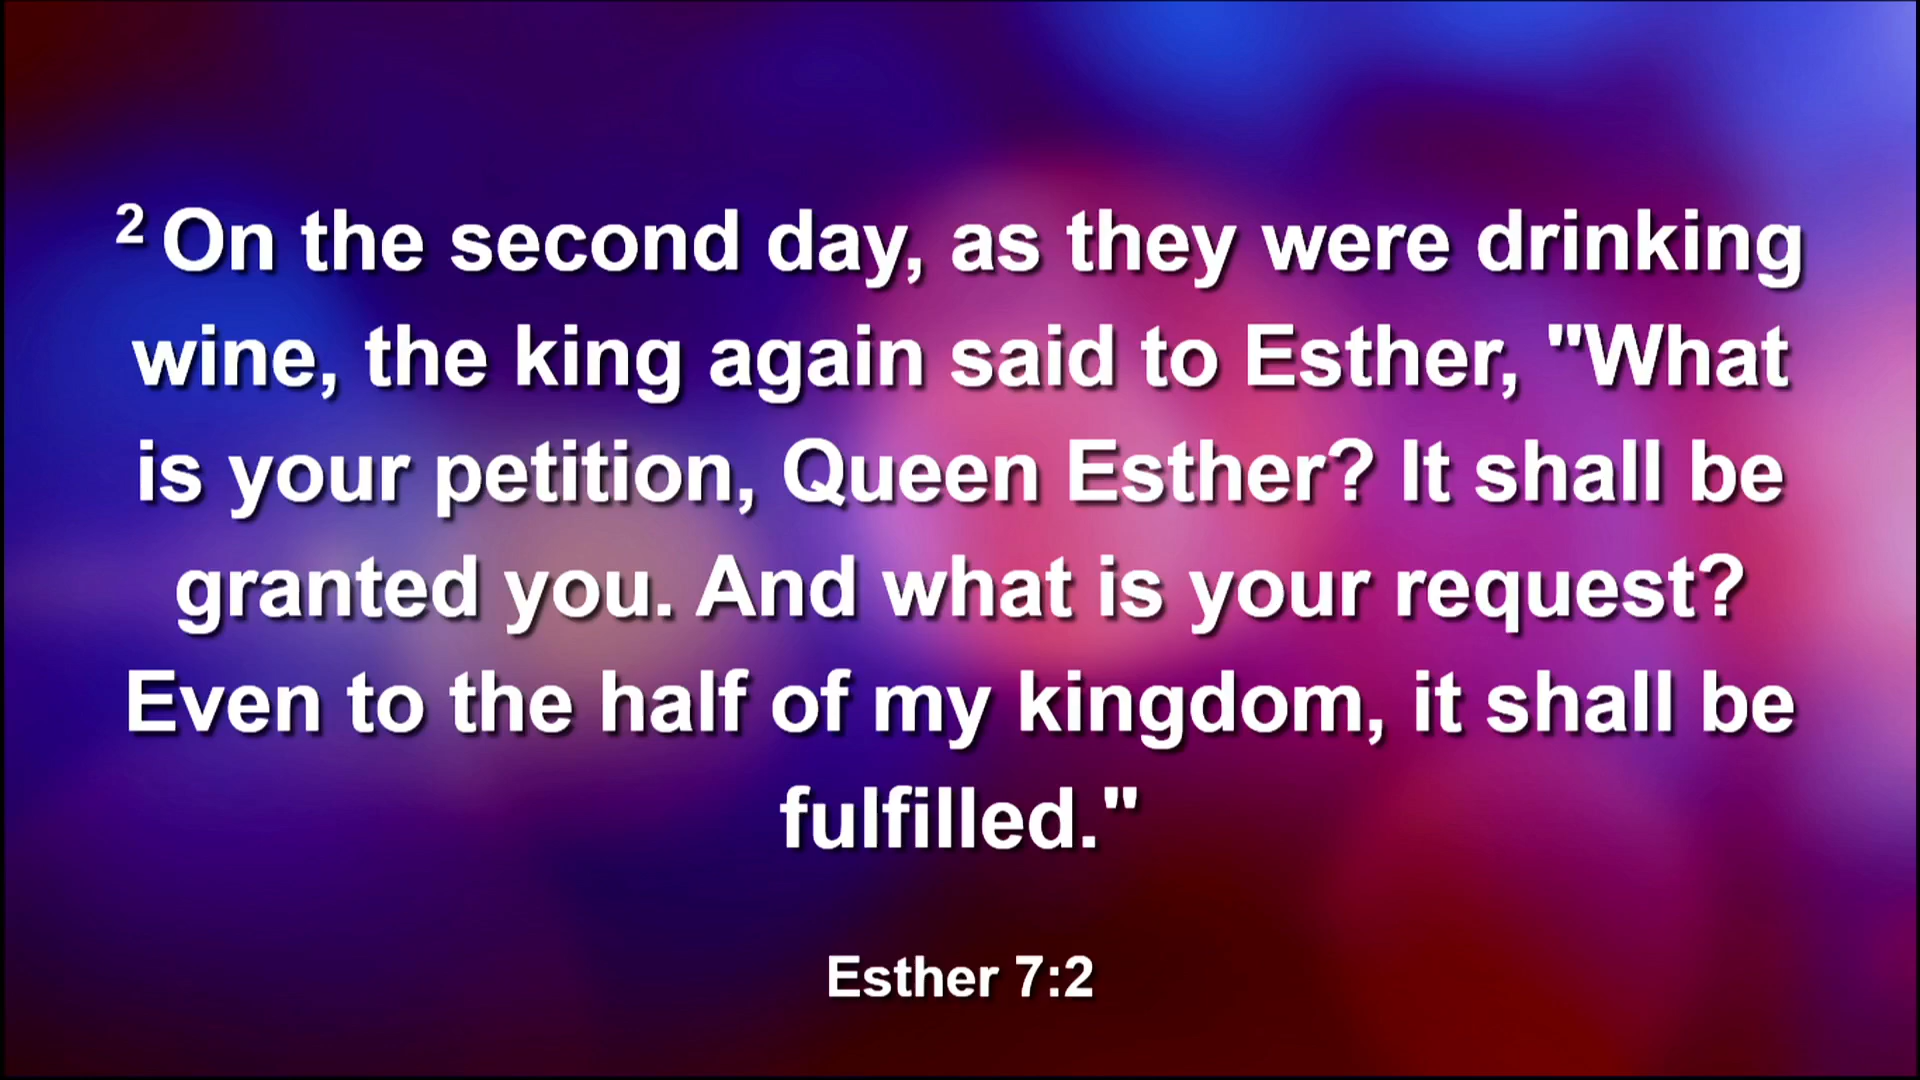 2 On the second day, as they were drinking
wine, the king again said to Esther, "What
is your petition, Queen Esther? It shall be
granted you. And what is your request?
Even to the half of my kingdom, it shall be
fulfilled."
Esther 7:2